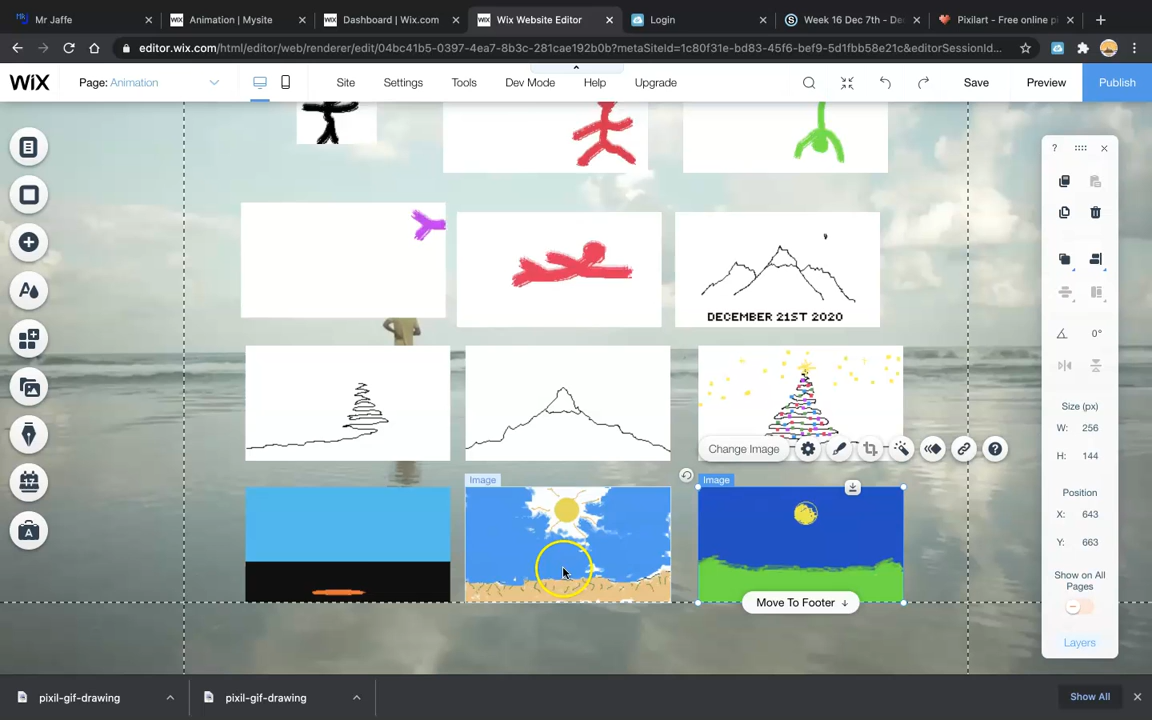 Mr Jaffe
Animation | Mysite
Dashboard | Wix.com
Wix Website Editor
Login
Week 16 Dec 7th - De
Pixilart - Free online pi
editor.wix.com/html/editor/web/renderer/edit/04bc41b5-0397-4ea7-8b3c-281cae192b0b?metaSiteId=1c80f31e-bd83-45f6-bef9-5d1fbb58e21c&editorSessionId...
WiX
Page: Animation
Site
Settings
Tools
Dev Mode
Help
Upgrade
Save
Preview
Publish
?
0°
DECEMBER 21ST 2020
Size (px)
W: 256
H: 144
Change Image
?
Image
Image
Position
X: 643
Y: 663
Show on All
Pages
Move To Footer
Layers
17
A
pixil-gif-drawing
pixil-gif-drawing
Show All